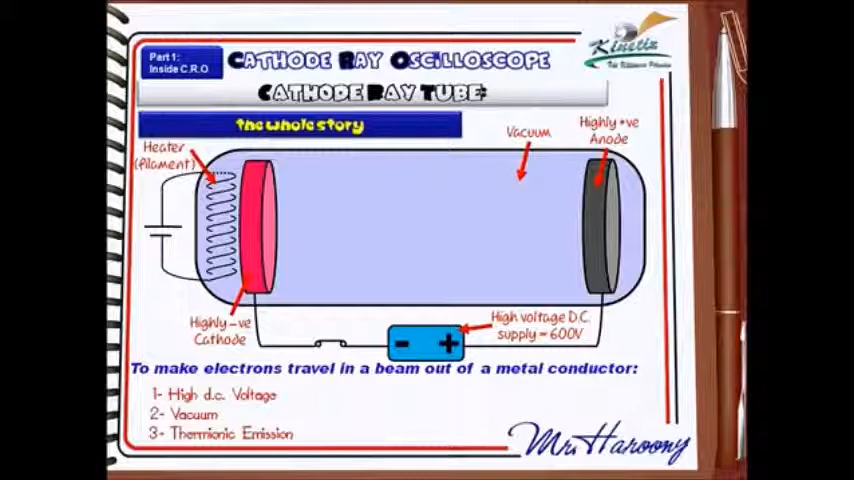 Part 1:
Inside C.R.O
CATHODE RAY OSCILLOSCOPE
Kinetix
CATHODE RAY TUBE:
the whole story
Vacuum
Highly +ve
Anode
Heater
(filament)
Highly -ve
Cathode
High voltage D.C.
supply = 600V
- +
To make electrons travel in a beam out of a metal conductor:
1- High d.c. Voltage
2- Vacuum
3- Thermionic Emission
Mr. Haroony